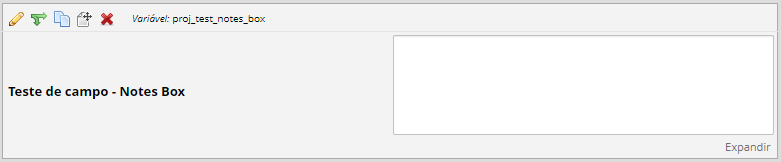 Variável: proj_test_notes_box
Teste de campo - Notes Box
Expandir